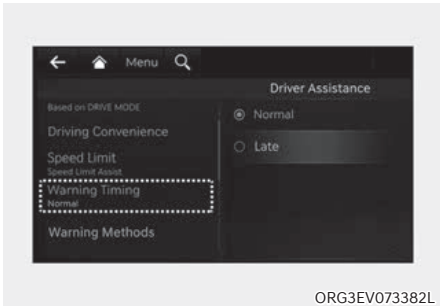 Menu
Driver Assistance
Based on DRIVE MODE
Driving Convenience
Speed Limit
Speed Limit Assist
Warning Timing
Normal
Warning Methods
Normal
Late
ORG3EV073382L